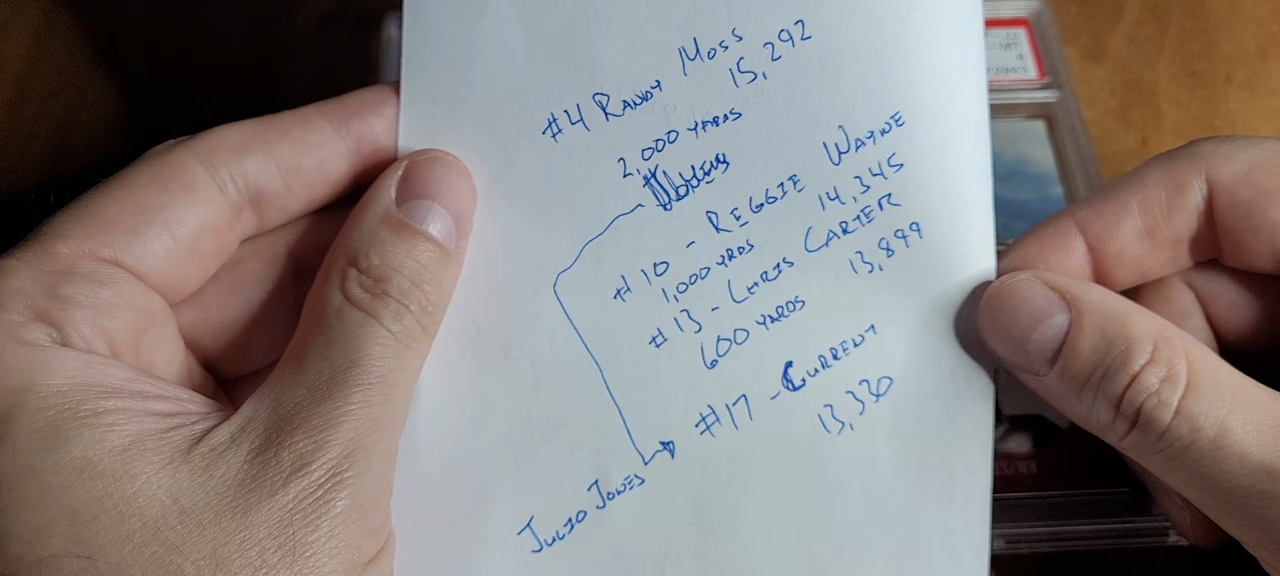 #4 RANDY MOSS
15,292
2,000 YARDS
#10 - REGGIE WAYNE
1,000 YRDS 14,345
#13 - CHRIS CARTER
600 YARDS 13,899
#17 - CURRENT
13,330
JULIO JONES